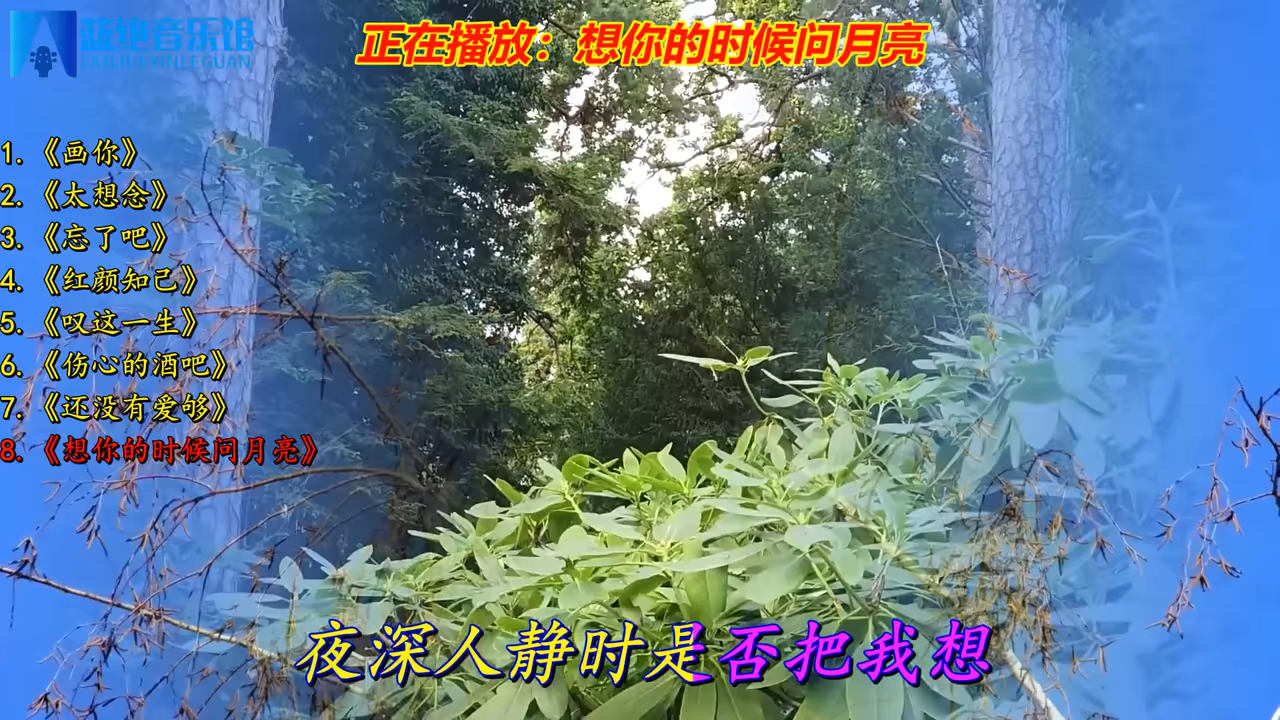 蓝绝音乐馆
LANJUEYINLEGUAN
正在播放：想你的时候问月亮
1.《画你》
2.《太想念》
3.《忘了吧》
4.《红颜知己》
5.《叹这一生》
6.《伤心的酒吧》
7.《还没有爱够》
8.《想你的时候问月亮》
夜深人静时是否把我想